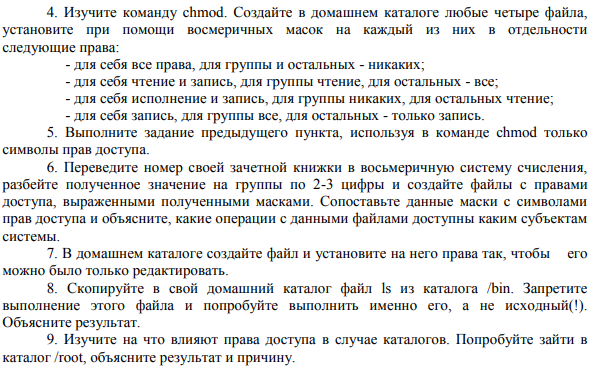 4. Изучите команду chmod. Создайте в домашнем каталоге любые четыре файла,
установите при помощи восмеричных масок на каждый из них в отдельности
следующие права:
- для себя все права, для группы и остальных - никаких;
- для себя чтение и запись, для группы чтение, для остальных - все;
- для себя исполнение и запись, для группы никаких, для остальных чтение;
- для себя запись, для группы все, для остальных - только запись.
5. Выполните задание предыдущего пункта, используя в команде chmod только
символы прав доступа.
6. Переведите номер своей зачетной книжки в восьмеричную систему счисления,
разбейте полученное значение на группы по 2-3 цифры и создайте файлы с правами
доступа, выраженными полученными масками. Сопоставьте данные маски с символами
прав доступа и объясните, какие операции с данными файлами доступны каким субъектам
системы.
7. В домашнем каталоге создайте файл и установите на него права так, чтобы его
можно было только редактировать.
8. Скопируйте в свой домашний каталог файл ls из каталога /bin. Запретите
выполнение этого файла и попробуйте выполнить именно его, а не исходный(!).
Объясните результат.
9. Изучите на что влияют права доступа в случае каталогов. Попробуйте зайти в
каталог /root, объясните результат и причину.